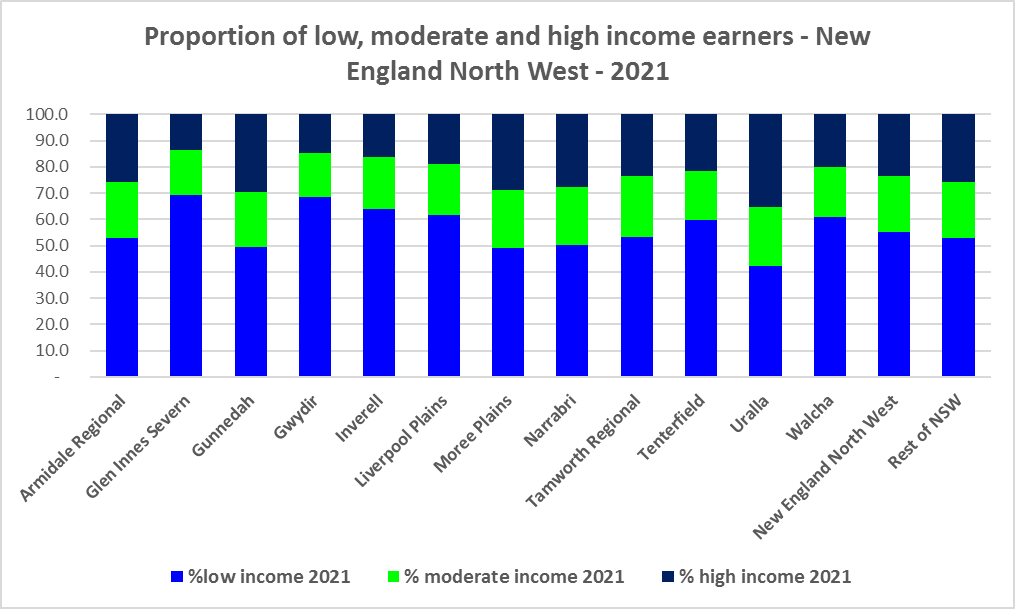 Proportion of low, moderate and high income earners - New
England North West - 2021
100.0
90.0
80.0
70.0
60.0
50.0
40.0
30.0
20.0
10.0
-
Armidale Regional
Glen Innes Severn
Gunnedah
Gwydir
Inverell
Liverpool Plains
Moree Plains
Narrabri
Tamworth Regional
Tenterfield
Uralla
Walcha
New England North West
Rest of NSW
%low income 2021 % moderate income 2021 % high income 2021